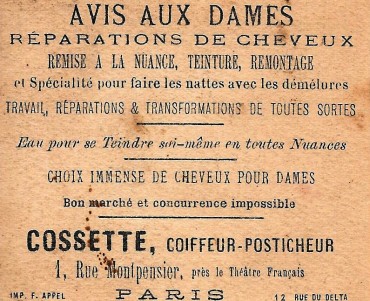 AVIS AUX DAMES
RÉPARATIONS DE CHEVEUX
REMISE A LA NUANCE, TEINTURE, REMONTAGE
et Spécialité pour faire les nattes avec les démêlures
TRAVAIL, RÉPARATIONS & TRANSFORMATIONS DE TOUTES SORTES
Eau pour se Teindre soi-même en toutes Nuances
CHOIX IMMENSE DE CHEVEUX POUR DAMES
Bon marché et concurrence impossible
COSSETTE, COIFFEUR-POSTICHEUR
1, Rue Montpensier, près le Théâtre Français
IMP. F. APPEL PARIS 12 RUE DU DELTA